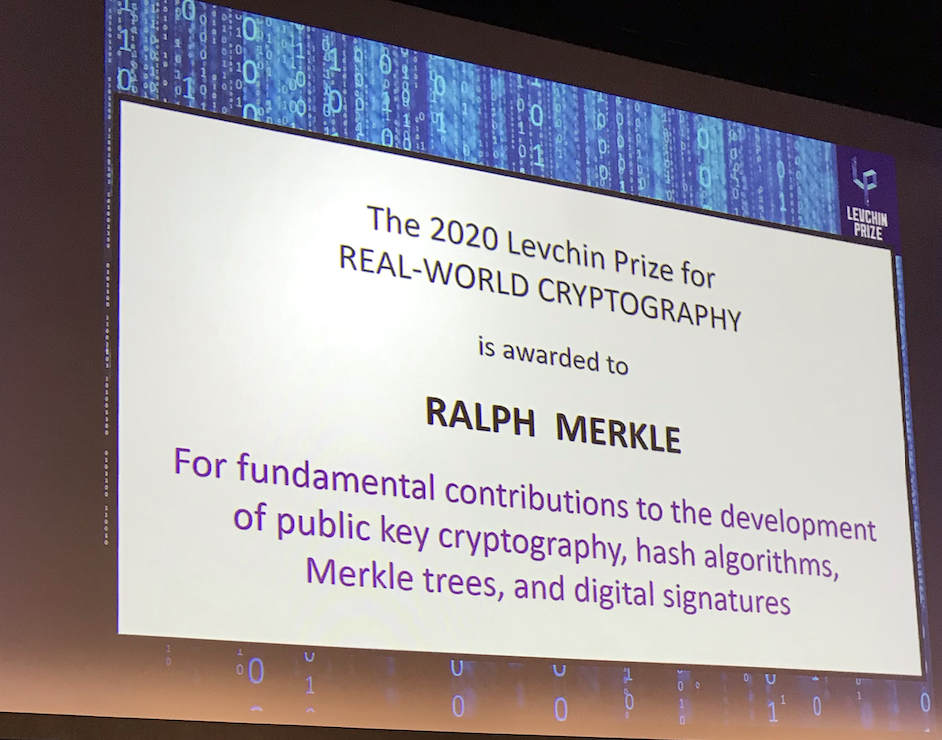 LEVCHIN
PRIZE
The 2020 Levchin Prize for
REAL-WORLD CRYPTOGRAPHY
is awarded to
RALPH MERKLE
For fundamental contributions to the development
of public key cryptography, hash algorithms,
Merkle trees, and digital signatures